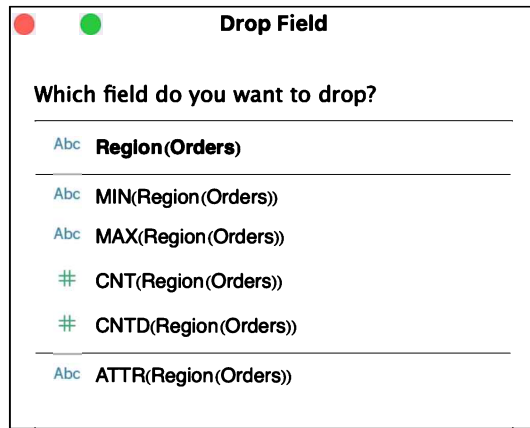 Drop Field
Which field do you want to drop?
Abc Region(Orders)
Abc MIN(Region(Orders))
Abc MAX(Region(Orders))
# CNT(Region(Orders))
# CNTD(Region(Orders))
Abc ATTR(Region(Orders))